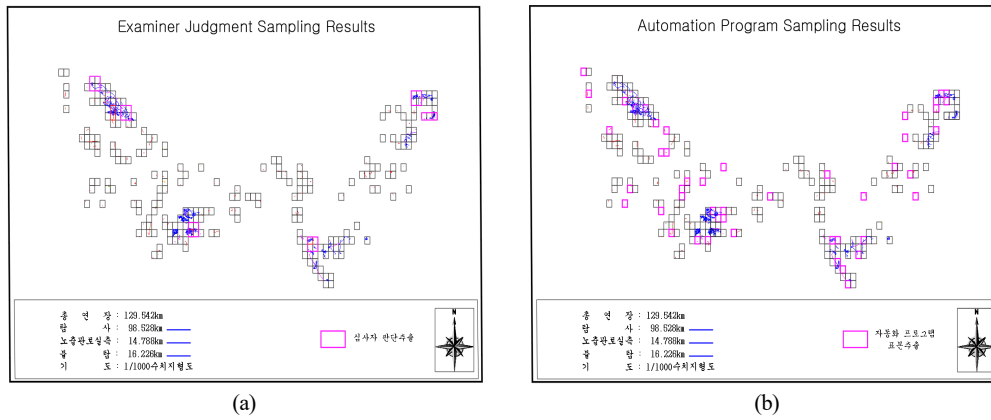 Examiner Judgment Sampling Results
총 연 장 : 129.542km
탐 사 : 98.528km
노출관로실측 : 14.788km
불 탐 : 16.226km
기 도 : 1/1000수치지형도
심사자 판단추출
N
(a)
Automation Program Sampling Results
총 연 장 : 129.542km
탐 사 : 98.528km
노출관로실측 : 14.788km
불 탐 : 16.226km
기 도 : 1/1000수치지형도
자동화 프로그램
표본추출
N
(b)